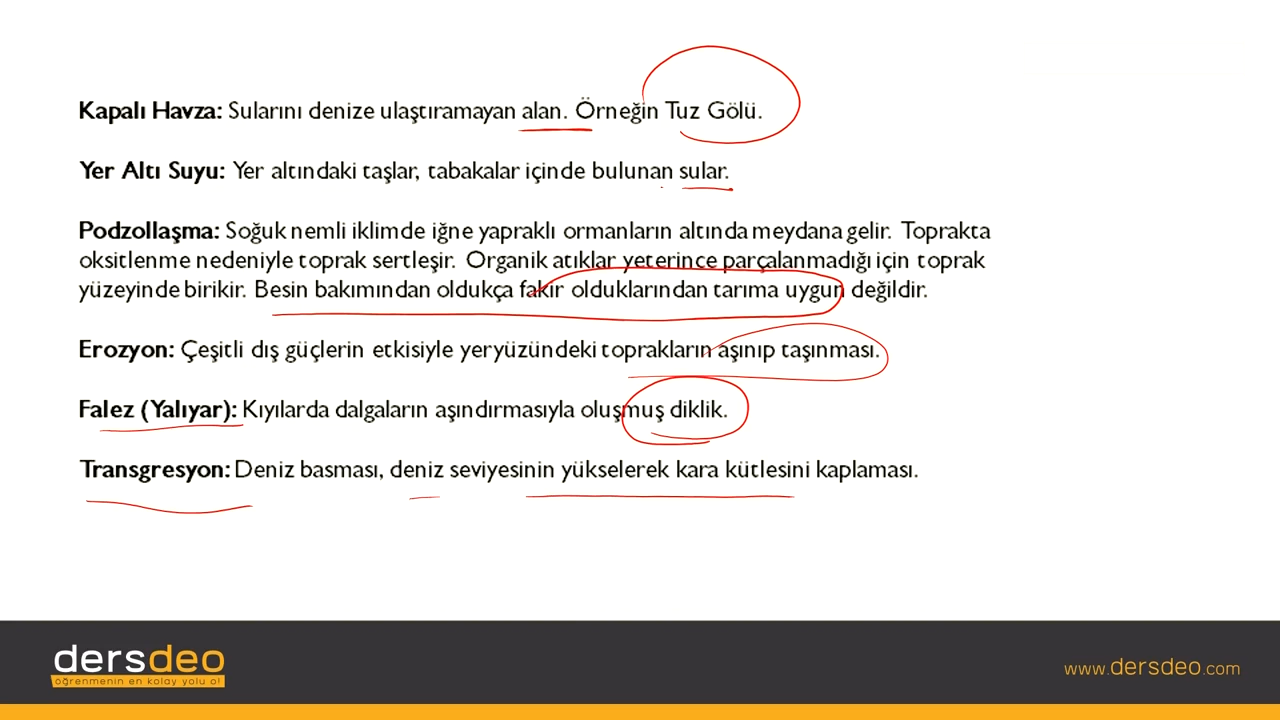 Kapalı Havza: Sularını denize ulaştıramayan alan. Örneğin Tuz Gölü.
Yer Altı Suyu: Yer altındaki taşlar, tabakalar içinde bulunan sular.
Podzollaşma: Soğuk nemli iklimde iğne yapraklı ormanların altında meydana gelir. Toprakta
oksitlenme nedeniyle toprak sertleşir. Organik atıklar yeterince parçalanmadığı için toprak
yüzeyinde birikir. Besin bakımından oldukça fakir olduklarından tarıma uygun değildir.
Erozyon: Çeşitli dış güçlerin etkisiyle yeryüzündeki toprakların aşınıp taşınması.
Falez (Yalıyar): Kıyılarda dalgaların aşındırmasıyla oluşmuş diklik.
Transgresyon: Deniz basması, deniz seviyesinin yükselerek kara kütlesini kaplaması.
dersdeo
öğrenmenin en kolay yolu o!
www.dersdeo.com